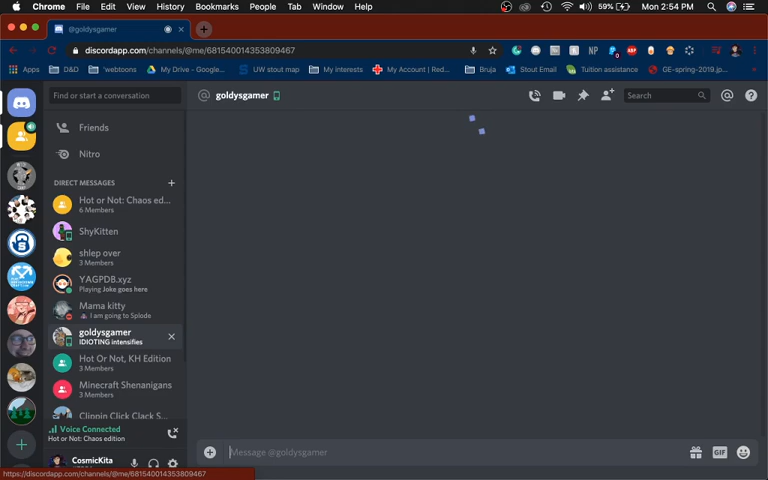 Chrome File Edit View History Bookmarks People Tab Window Help 59% Mon 2:54 PM
@goldysgamer
discordapp.com/channels/@me/681540014353809467
Apps D&D "webtoons My Drive - Google... UW stout map My interests My Account | Red... Bruja Stout Email Tuition assistance GE-spring-2019.jp...
Find or start a conversation
@ goldysgamer
Search
Friends
Nitro
DIRECT MESSAGES
Hot or Not: Chaos ed...
6 Members
ShyKitten
shlep over
3 Members
YAGPDB.xyz
Playing Joke goes here
Mama kitty
I am going to Splode
goldysgamer
IDIOTING intensifies
Hot Or Not, KH Edition
3 Members
Minecraft Shenanigans
3 Members
Clippin Click Clack S...
Voice Connected
Hot or Not: Chaos edition
Message @goldysgamer
GIF
CosmicKita
https://discordapp.com/channels/@me/681540014353809467